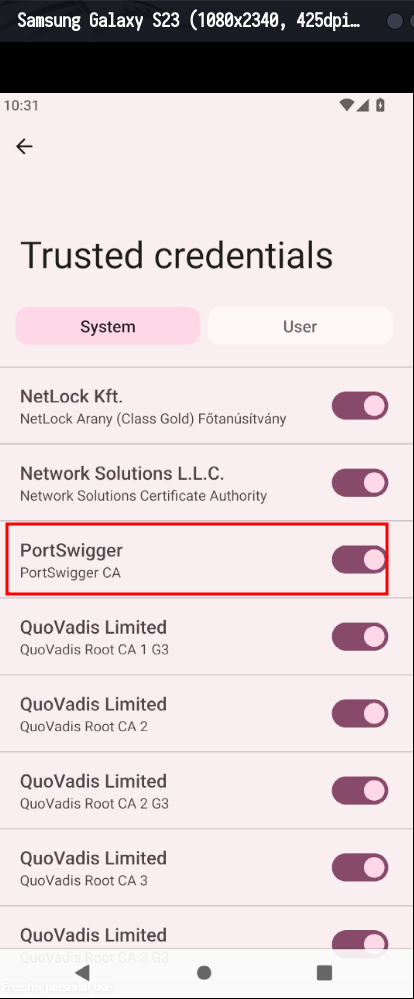 Samsung Galaxy S23 (1080x2340, 425dpi…
10:31
Trusted credentials
System
User
NetLock Kft.
NetLock Arany (Class Gold) Főtanúsítvány
Network Solutions L.L.C.
Network Solutions Certificate Authority
PortSwigger
PortSwigger CA
QuoVadis Limited
QuoVadis Root CA 1 G3
QuoVadis Limited
QuoVadis Root CA 2
QuoVadis Limited
QuoVadis Root CA 2 G3
QuoVadis Limited
QuoVadis Root CA 3
QuoVadis Limited
QuoVadis Root CA 3 G3
Free for personal use